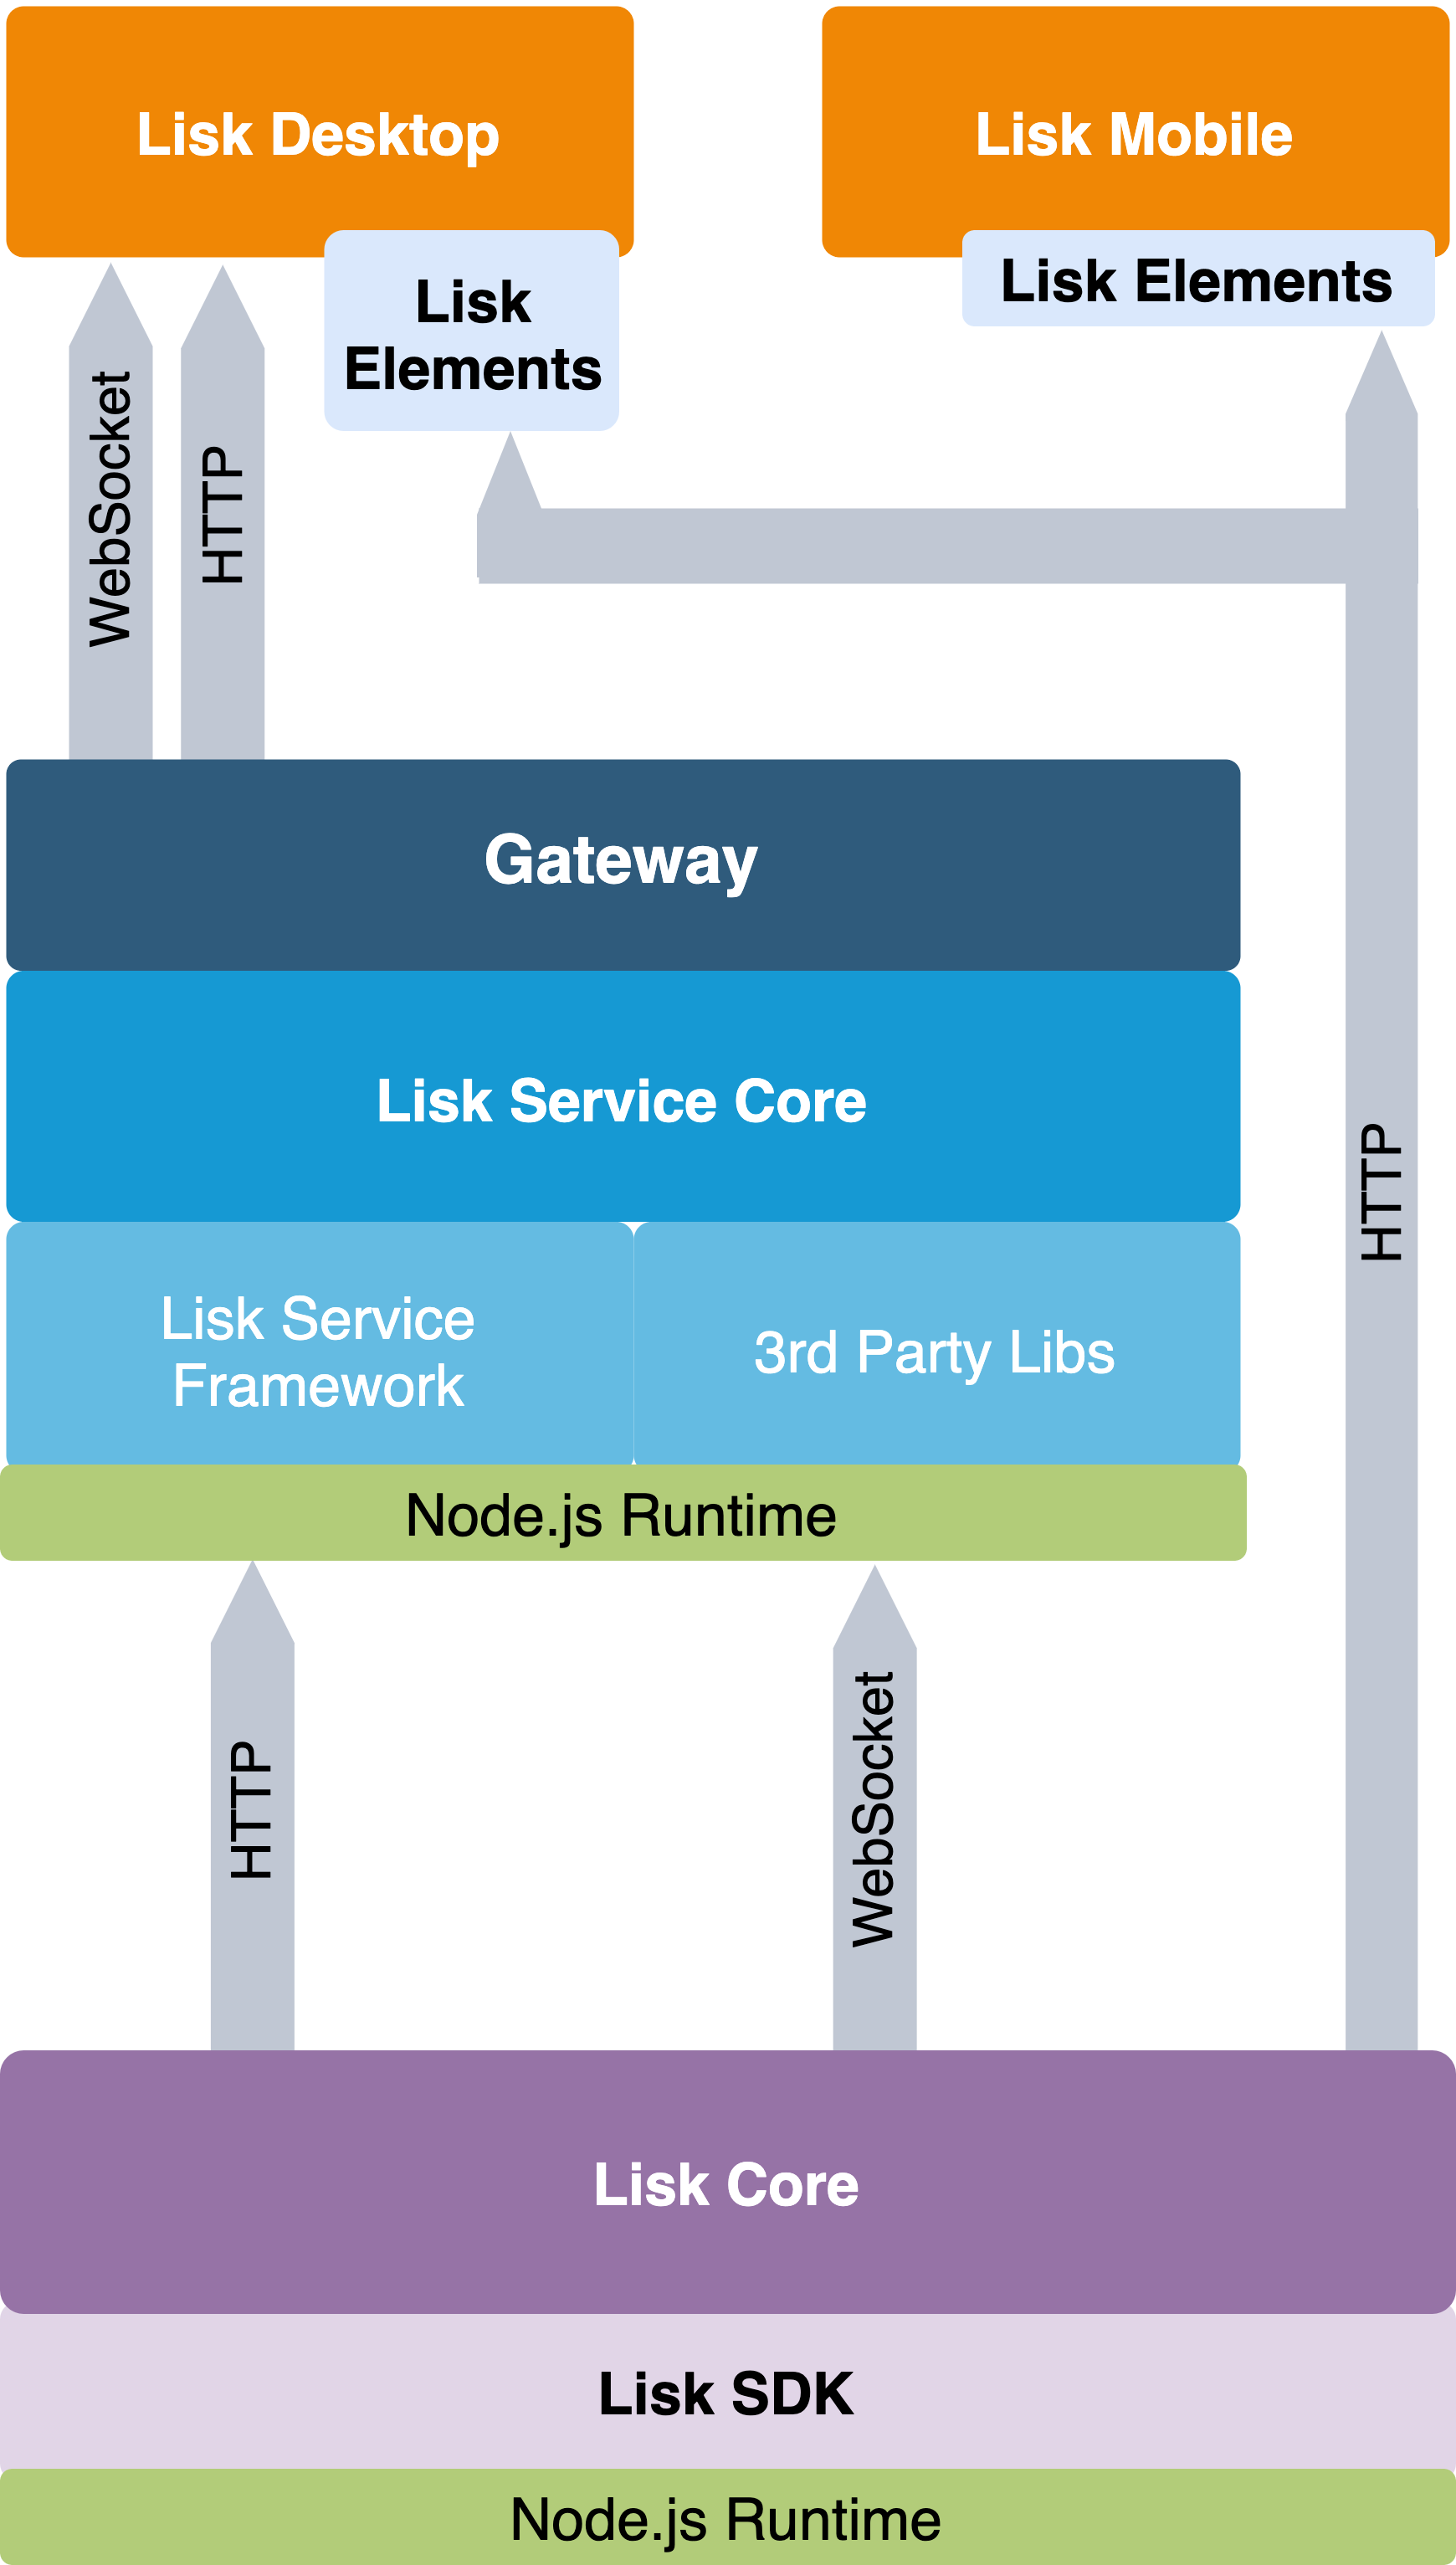 Lisk Desktop
Lisk Mobile
Lisk
Elements
Lisk Elements
WebSocket
HTTP
Gateway
Lisk Service Core
HTTP
Lisk Service
Framework
3rd Party Libs
Node.js Runtime
HTTP
WebSocket
Lisk Core
Lisk SDK
Node.js Runtime